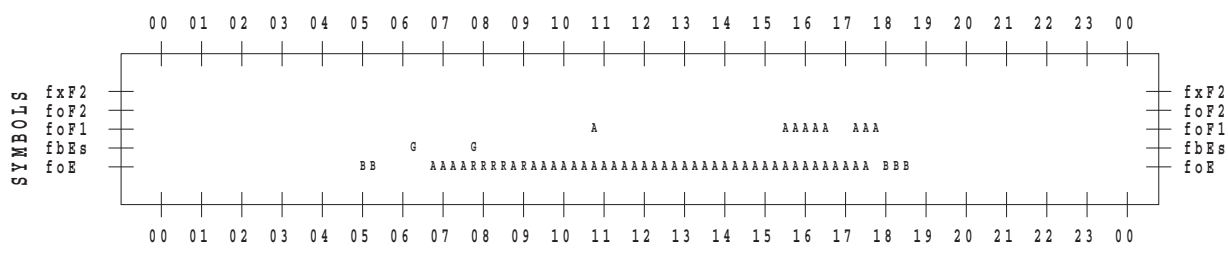 00 01 02 03 04 05 06 07 08 09 10 11 12 13 14 15 16 17 18 19 20 21 22 23 00
SYMBOLS
fxF2 fxF2
foF2 foF2
foF1 A AAAAA AAA foF1
fbEs G G fbEs
foE BB AAAARRRRARAAAAAAAAAAAAAAAAAAAAAAAAAAAAAAAAAA BBB foE
00 01 02 03 04 05 06 07 08 09 10 11 12 13 14 15 16 17 18 19 20 21 22 23 00